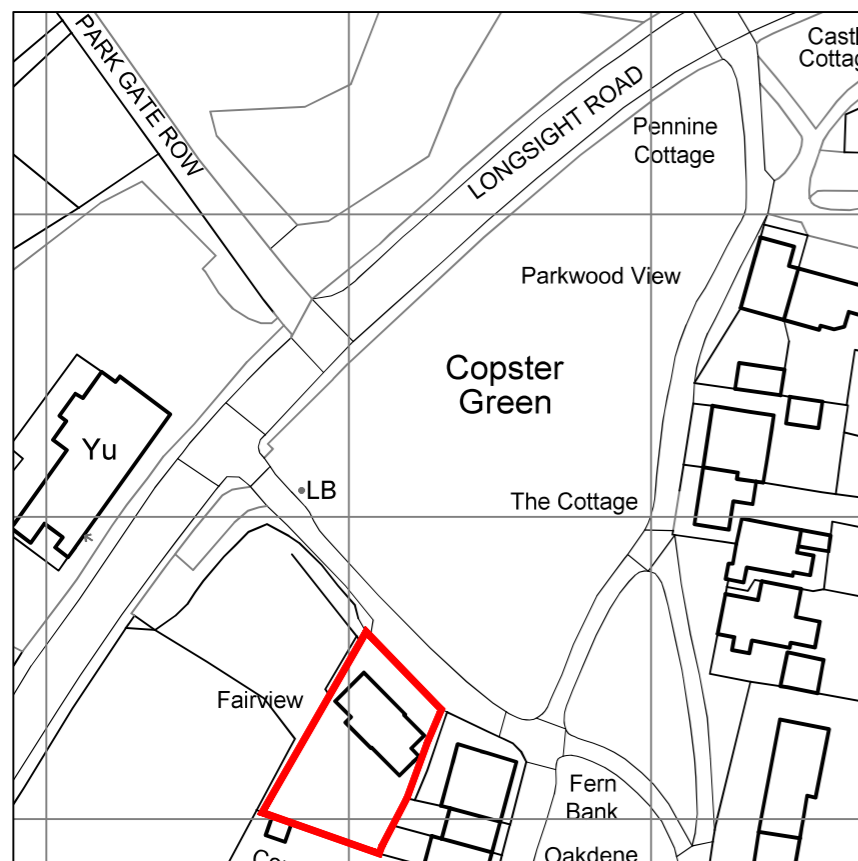 PARK GATE ROW
LONGSIGHT ROAD
Pennine
Cottage
Parkwood View
Copster
Green
Yu
LB
The Cottage
Fairview
Fern
Bank
Oakdene